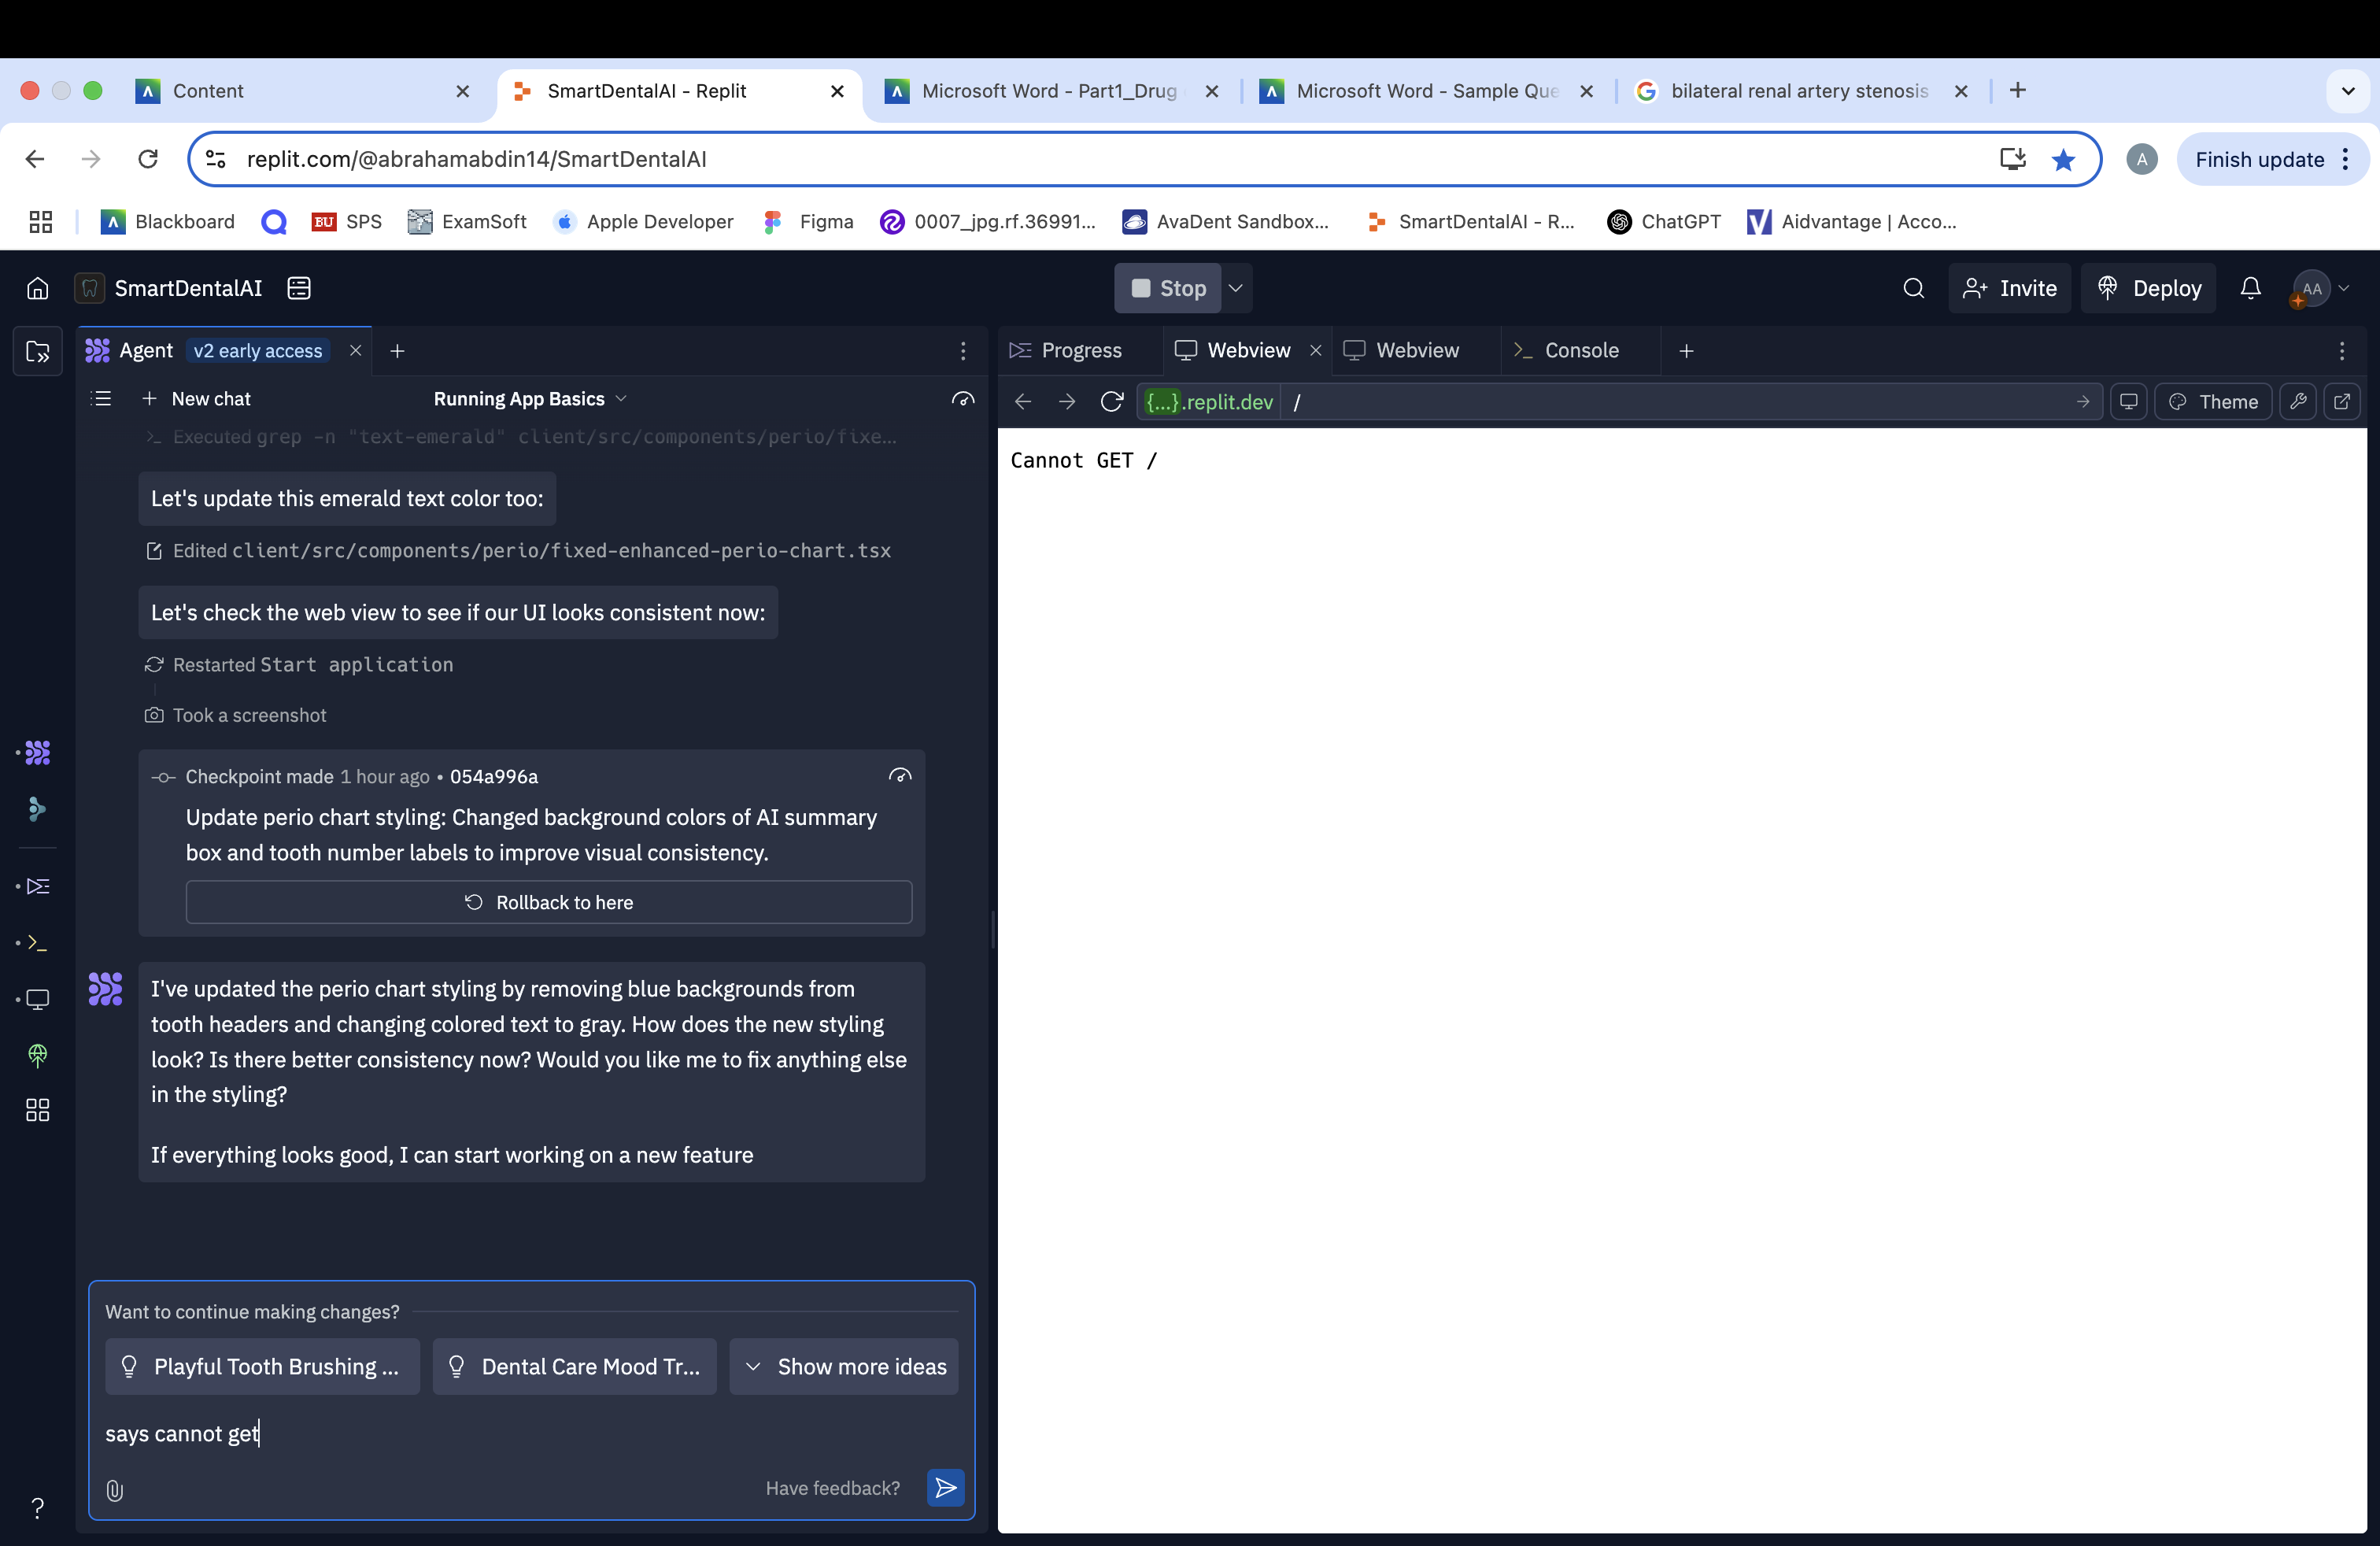 Content
SmartDentalAI - Replit
Microsoft Word - Part1_Drug
Microsoft Word - Sample Que
bilateral renal artery stenosis
replit.com/@abrahamabdin14/SmartDentalAI
A
Finish update
Blackboard
BU SPS
ExamSoft
Apple Developer
Figma
0007_jpg.rf.36991...
AvaDent Sandbox...
SmartDentalAI - R...
ChatGPT
Aidvantage | Acco...
SmartDentalAI
Stop
Invite
Deploy
AA
Agent v2 early access
New chat
Running App Basics
Executed grep -n "text-emerald" client/src/components/perio/fixe...
Let's update this emerald text color too:
Edited client/src/components/perio/fixed-enhanced-perio-chart.tsx
Let's check the web view to see if our UI looks consistent now:
Restarted Start application
Took a screenshot
Checkpoint made 1 hour ago • 054a996a
Update perio chart styling: Changed background colors of AI summary
box and tooth number labels to improve visual consistency.
Rollback to here
I've updated the perio chart styling by removing blue backgrounds from
tooth headers and changing colored text to gray. How does the new styling
look? Is there better consistency now? Would you like me to fix anything else
in the styling?
If everything looks good, I can start working on a new feature
Want to continue making changes?
Playful Tooth Brushing ...
Dental Care Mood Tr...
Show more ideas
says cannot get
Have feedback?
Progress
Webview
Webview
Console
{...}.replit.dev /
Theme
Cannot GET /